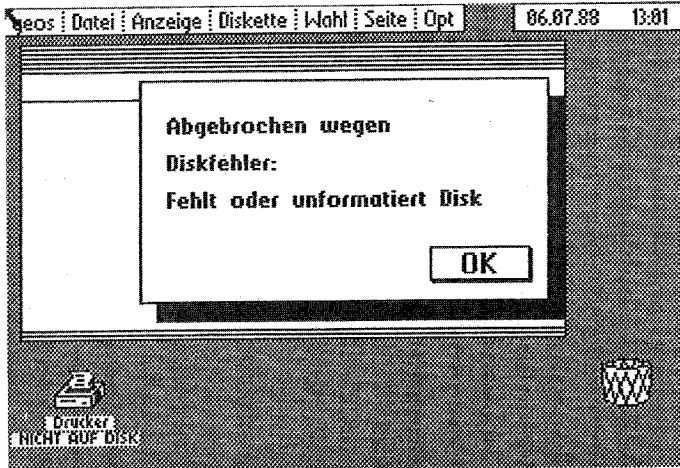 geos Datei Anzeige Diskette Wahl Seite Opt 06.07.88 13:01
Abgebrochen wegen
Diskfehler:
Fehlt oder unformatiert Disk
OK
Drucker
NICHT AUF DISK